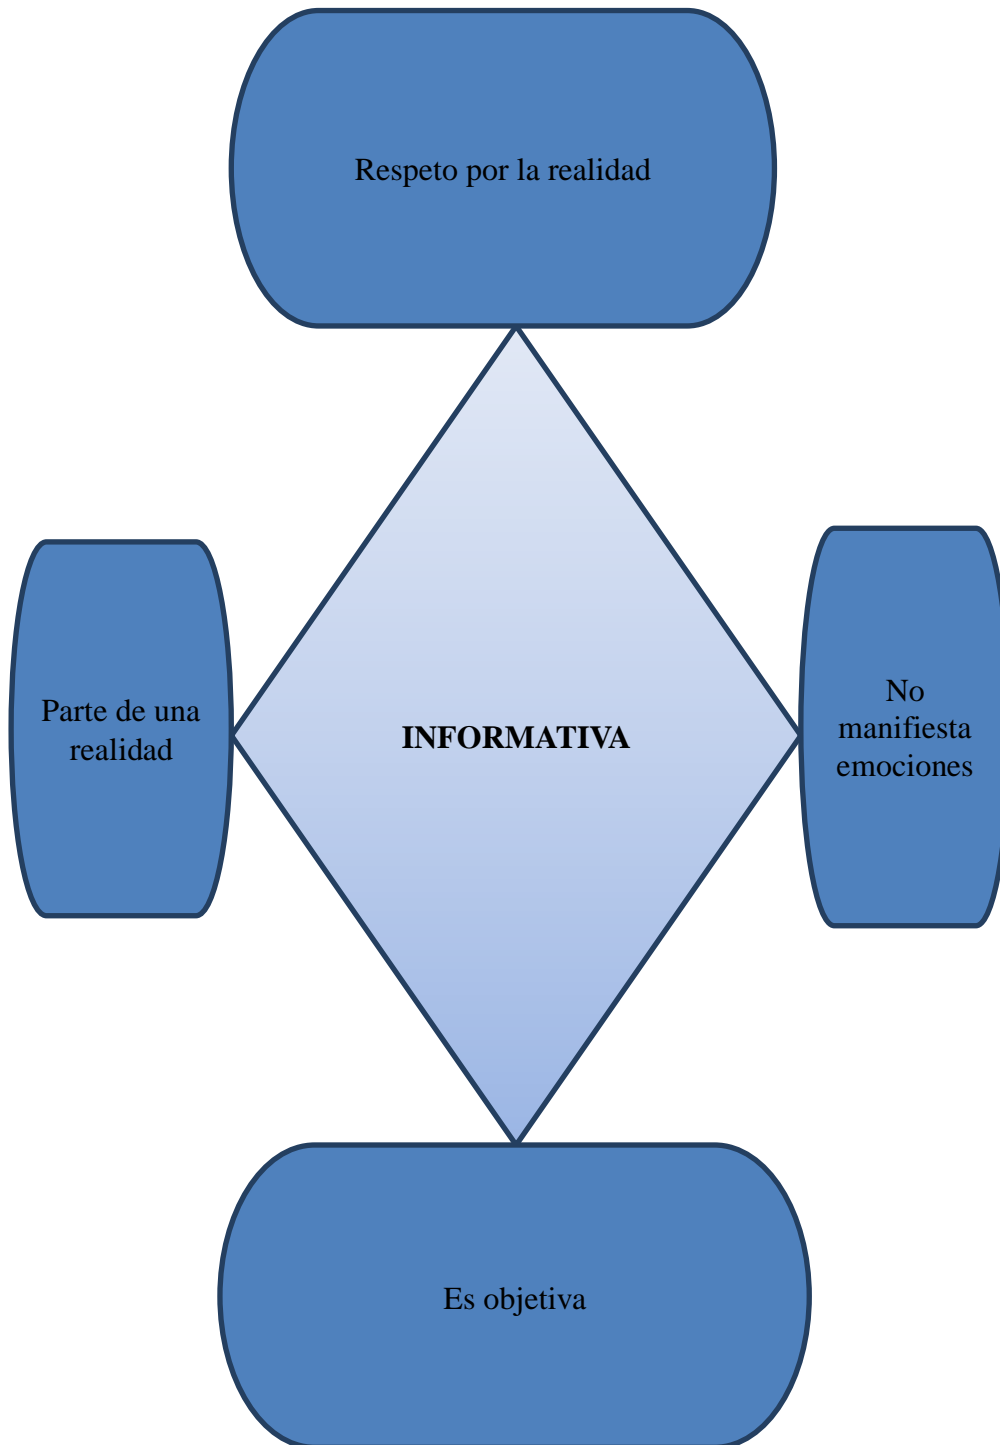 Respeto por la realidad
Parte de una
realidad
INFORMATIVA
No
manifiesta
emociones
Es objetiva